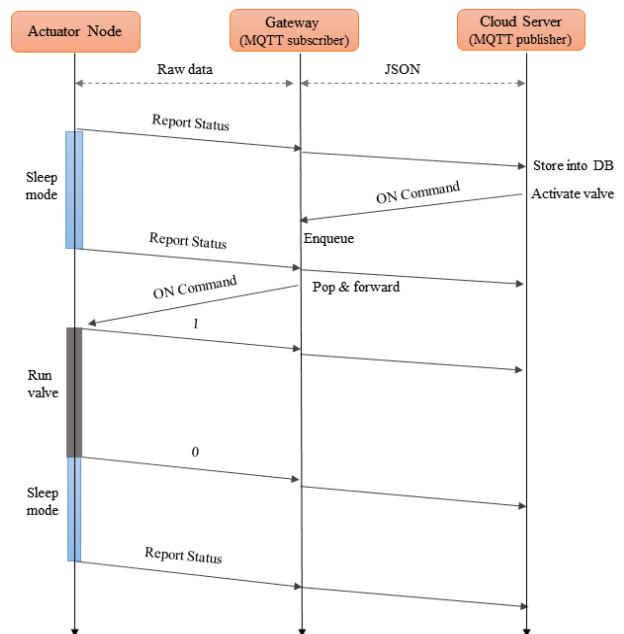 Actuator Node
Gateway
(MQTT subscriber)
Cloud Server
(MQTT publisher)
Raw data
JSON
Report Status
Store into DB
Sleep
mode
ON Command
Activate valve
Report Status
Enqueue
ON Command
Pop & forward
1
Run
valve
0
Sleep
mode
Report Status